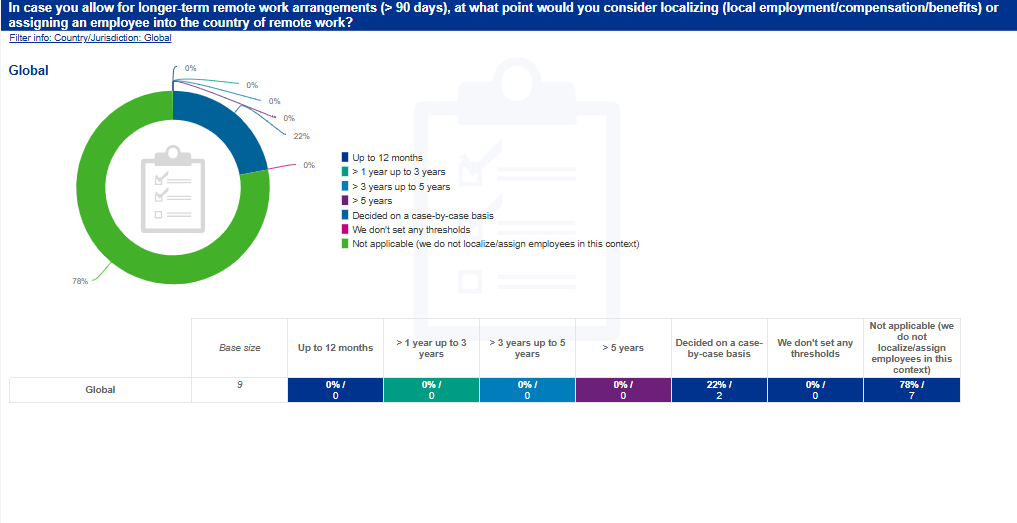 In case you allow for longer-term remote work arrangements (> 90 days), at what point would you consider localizing (local employment/compensation/benefits) or
assigning an employee into the country of remote work?
Filter info: Country/Jurisdiction: Global
Global
0%
0%
0%
0%
22%
0%
78%
Up to 12 months
> 1 year up to 3 years
> 3 years up to 5 years
> 5 years
Decided on a case-by-case basis
We don't set any thresholds
Not applicable (we do not localize/assign employees in this context)
Base size
Up to 12 months
> 1 year up to 3
years
> 3 years up to 5
years
> 5 years
Decided on a case-
by-case basis
We don't set any
thresholds
Not applicable (we
do not
localize/assign
employees in this
context)
Global
9
0% /
0
0% /
0
0% /
0
0% /
0
22% /
2
0% /
0
78% /
7